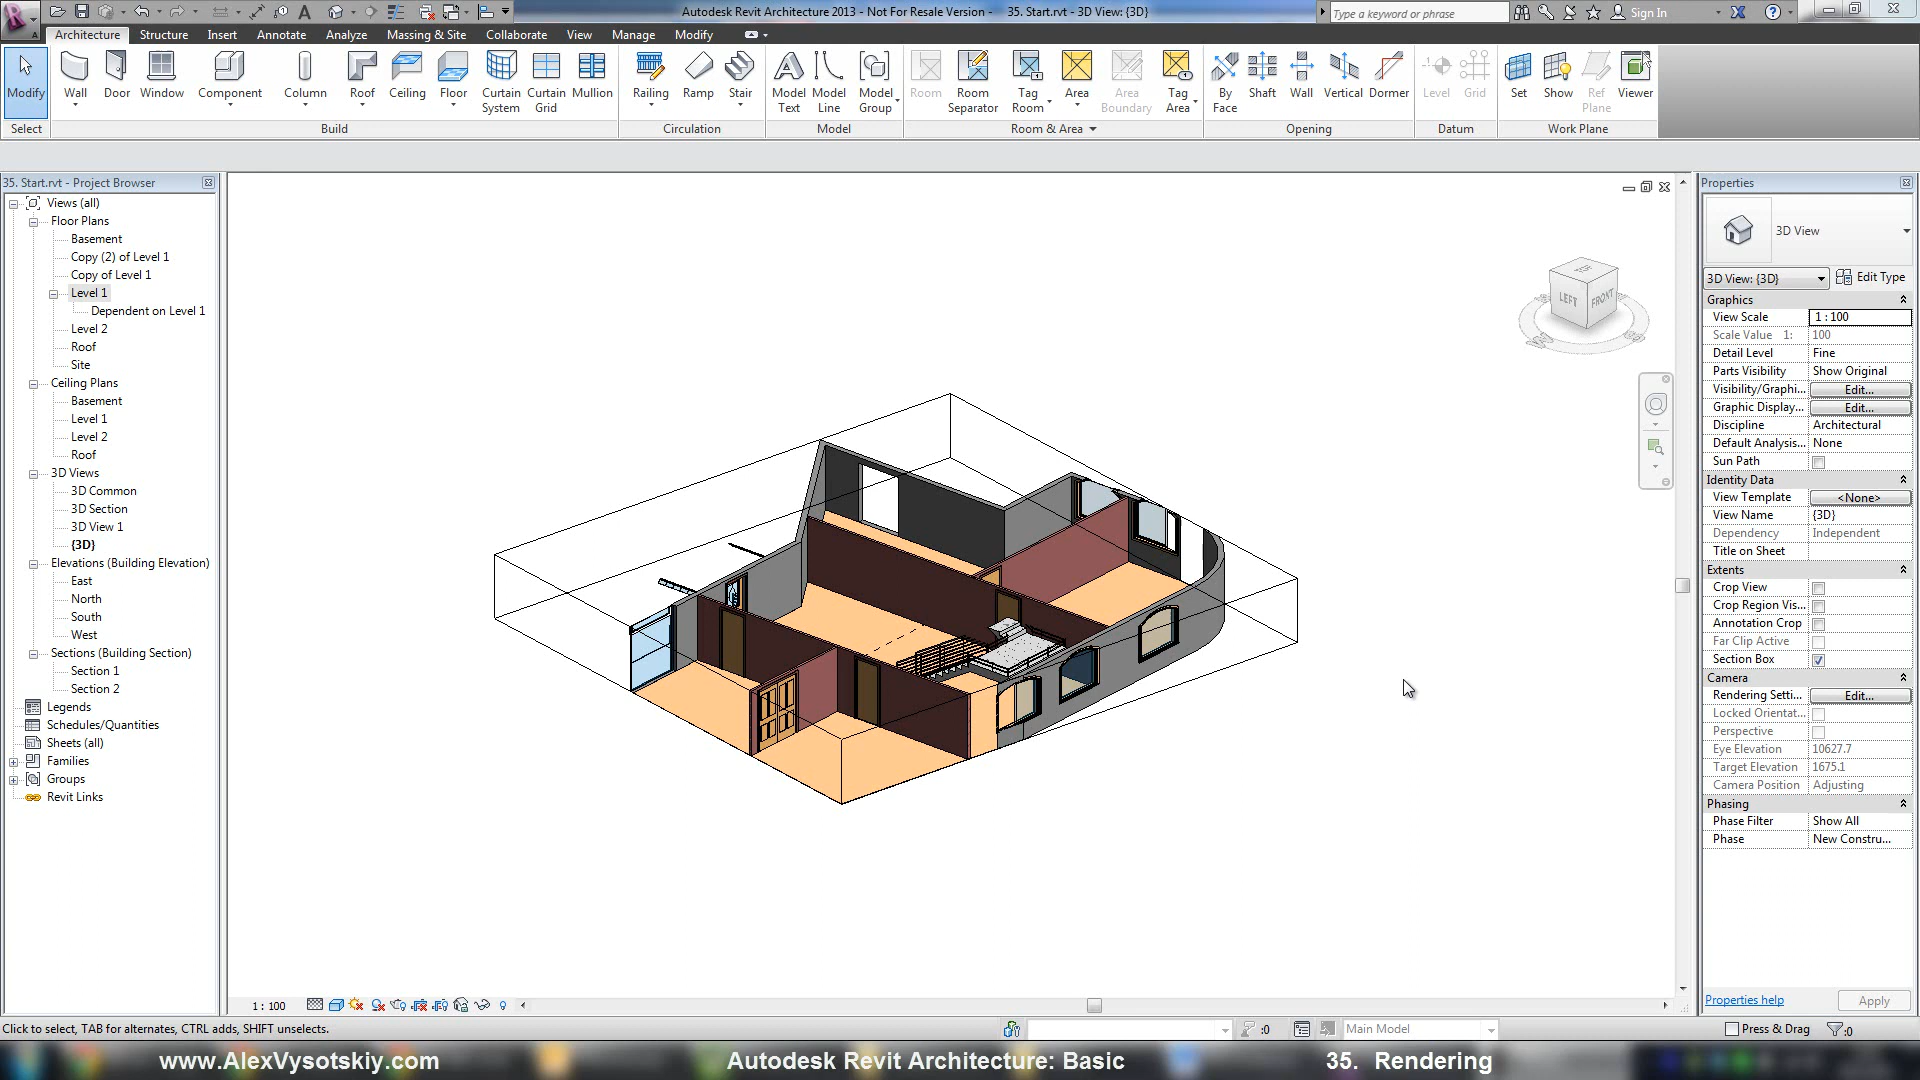 Autodesk Revit Architecture 2013 - Not For Resale Version - 35. Start.rvt - 3D View: {3D}
Type a keyword or phrase
Sign In
Architecture Structure Insert Annotate Analyze Massing & Site Collaborate View Manage Modify
Modify Wall Door Window Component Column Roof Ceiling Floor Curtain System Curtain Grid Mullion Railing Ramp Stair Model Text Model Line Model Group Room Room Separator Tag Room Area Area Boundary Tag Area By Face Shaft Wall Vertical Dormer Level Grid Set Show Ref Plane Viewer
Select Build Circulation Model Room & Area Opening Datum Work Plane
35. Start.rvt - Project Browser
Views (all)
Floor Plans
Basement
Copy (2) of Level 1
Copy of Level 1
Level 1
Dependent on Level 1
Level 2
Roof
Site
Ceiling Plans
Basement
Level 1
Level 2
Roof
3D Views
3D Common
3D Section
3D View 1
{3D}
Elevations (Building Elevation)
East
North
South
West
Sections (Building Section)
Section 1
Section 2
Legends
Schedules/Quantities
Sheets (all)
Families
Groups
Revit Links
TOP
LEFT FRONT
Properties
3D View
3D View: {3D} Edit Type
Graphics
View Scale 1 : 100
Scale Value 1: 100
Detail Level Fine
Parts Visibility Show Original
Visibility/Graphi... Edit...
Graphic Display... Edit...
Discipline Architectural
Default Analysis... None
Sun Path
Identity Data
View Template <None>
View Name {3D}
Dependency Independent
Title on Sheet
Extents
Crop View
Crop Region Vis...
Annotation Crop
Far Clip Active
Section Box
Camera
Rendering Setti... Edit...
Locked Orientat...
Perspective
Eye Elevation 10627.7
Target Elevation 1675.1
Camera Position Adjusting
Phasing
Phase Filter Show All
Phase New Constru...
Properties help Apply
1 : 100
Click to select, TAB for alternates, CTRL adds, SHIFT unselects.
:0
Main Model
Press & Drag
:0
www.AlexVysotskiy.com Autodesk Revit Architecture: Basic 35. Rendering